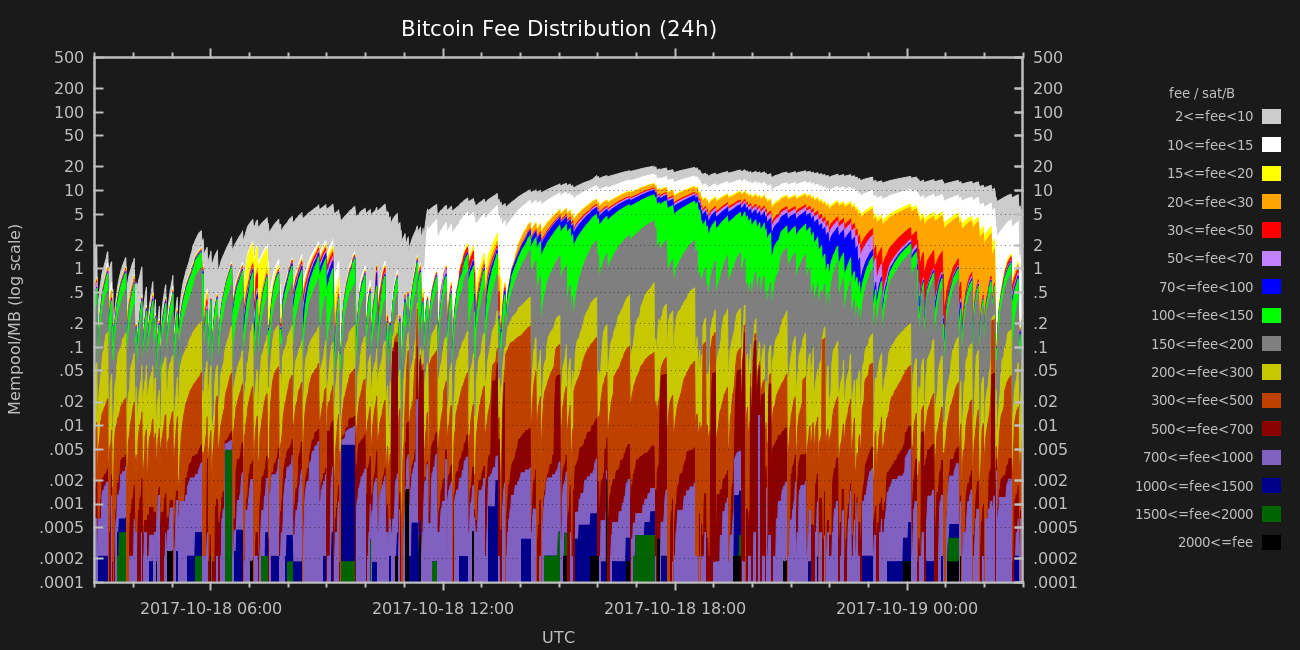 Bitcoin Fee Distribution (24h)
Mempool/MB (log scale)
500
200
100
50
20
10
5
2
1
.5
.2
.1
.05
.02
.01
.005
.002
.001
.0005
.0002
.0001
500
200
100
50
20
10
5
2
1
.5
.2
.1
.05
.02
.01
.005
.002
.001
.0005
.0002
.0001
2017-10-18 06:00 2017-10-18 12:00 2017-10-18 18:00 2017-10-19 00:00
UTC
fee / sat/B
2<=fee<10
10<=fee<15
15<=fee<20
20<=fee<30
30<=fee<50
50<=fee<70
70<=fee<100
100<=fee<150
150<=fee<200
200<=fee<300
300<=fee<500
500<=fee<700
700<=fee<1000
1000<=fee<1500
1500<=fee<2000
2000<=fee